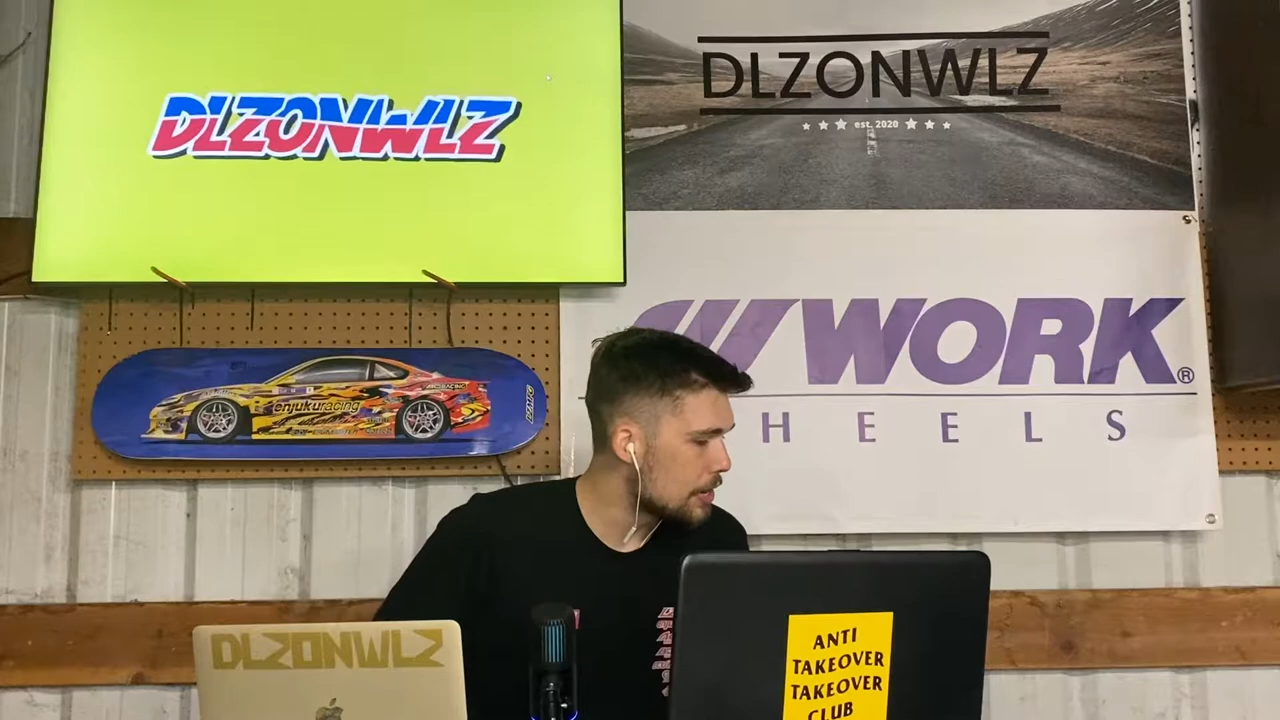 DLZONWLZ
DLZONWLZ
est. 2020
WORK®
HEELS
enjukuracing
DLZONWLZ
ANTI
TAKEOVER
TAKEOVER
CLUB